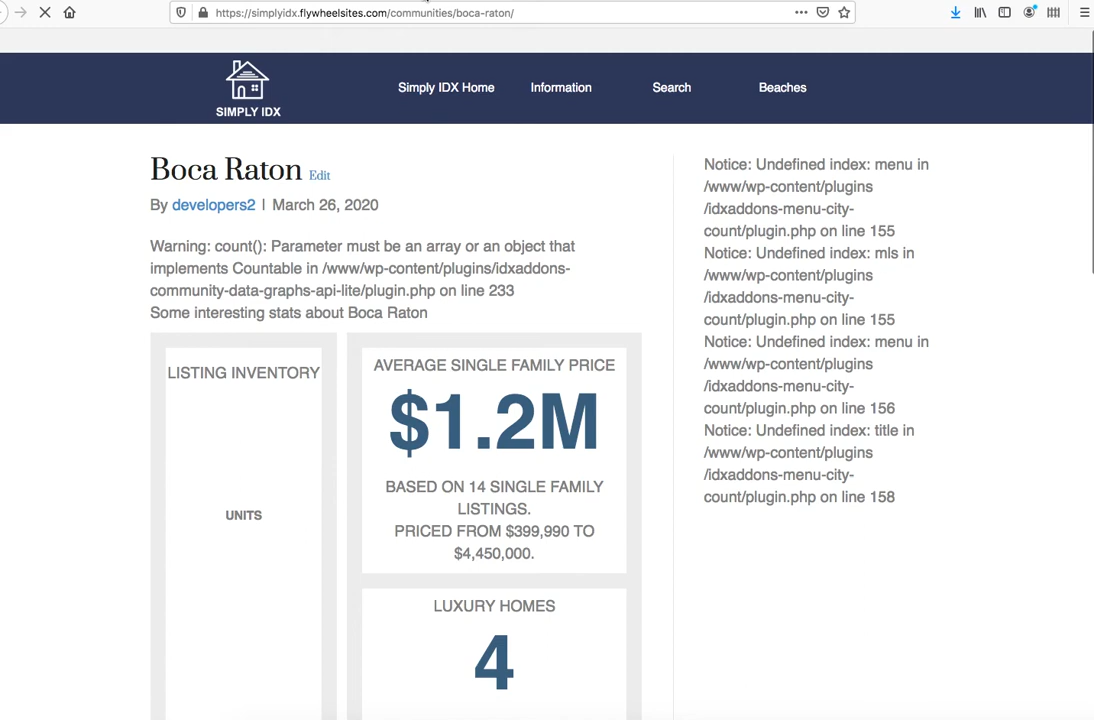 https://simplyidx.flywheelsites.com/communities/boca-raton/
SIMPLY IDX
Simply IDX Home
Information
Search
Beaches
Boca Raton Edit
By developers2 | March 26, 2020
Warning: count(): Parameter must be an array or an object that
implements Countable in /www/wp-content/plugins/idxaddons-
community-data-graphs-api-lite/plugin.php on line 233
Some interesting stats about Boca Raton
LISTING INVENTORY
UNITS
AVERAGE SINGLE FAMILY PRICE
$1.2M
BASED ON 14 SINGLE FAMILY
LISTINGS.
PRICED FROM $399,990 TO
$4,450,000.
LUXURY HOMES
4
Notice: Undefined index: menu in
/www/wp-content/plugins
/idxaddons-menu-city-
count/plugin.php on line 155
Notice: Undefined index: mls in
/www/wp-content/plugins
/idxaddons-menu-city-
count/plugin.php on line 155
Notice: Undefined index: menu in
/www/wp-content/plugins
/idxaddons-menu-city-
count/plugin.php on line 156
Notice: Undefined index: title in
/www/wp-content/plugins
/idxaddons-menu-city-
count/plugin.php on line 158